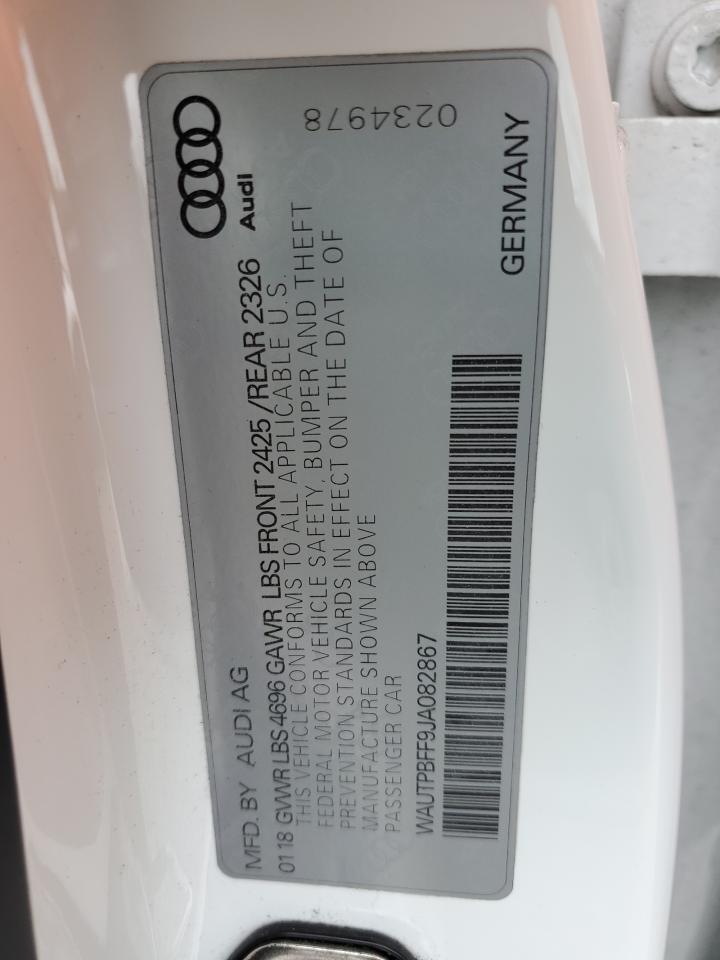 MFD. BY AUDI AG
0118 GVWR LBS 4696 GAWR LBS FRONT 2425 /REAR 2326
Audi
THIS VEHICLE CONFORMS TO ALL APPLICABLE U.S.
FEDERAL MOTOR VEHICLE SAFETY, BUMPER AND THEFT
PREVENTION STANDARDS IN EFFECT ON THE DATE OF
MANUFACTURE SHOWN ABOVE
PASSENGER CAR
0234978
WAUTPBFF9JA082867
GERMANY